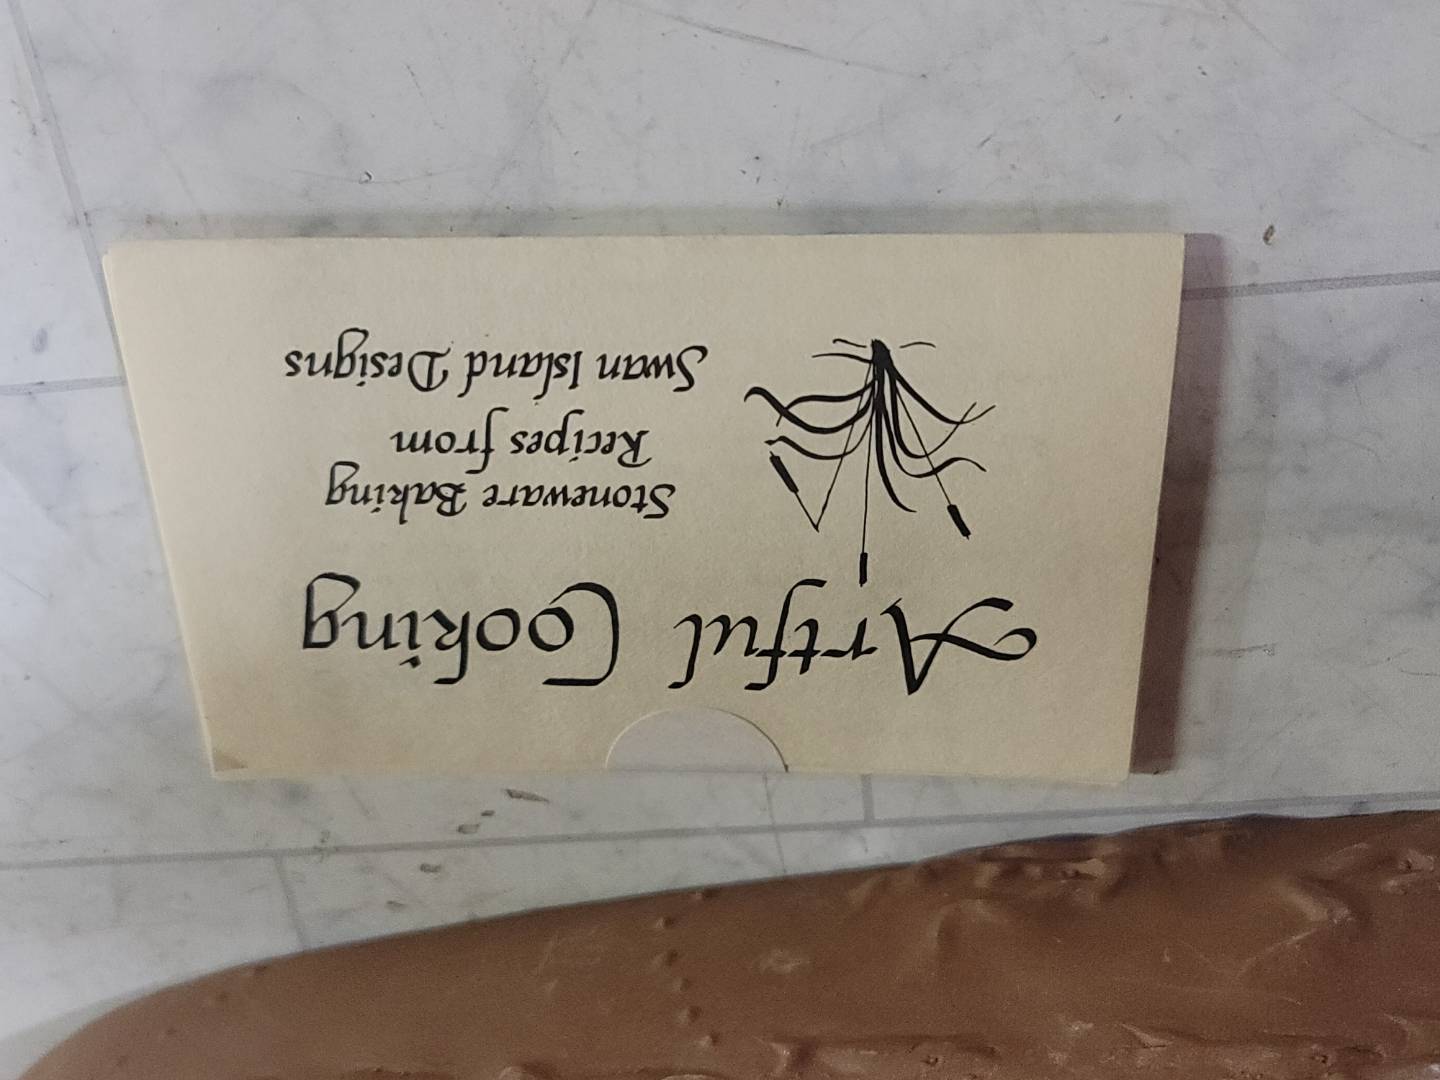 Artful Cooking
Stoneware Baking
Recipes from
Swan Island Designs